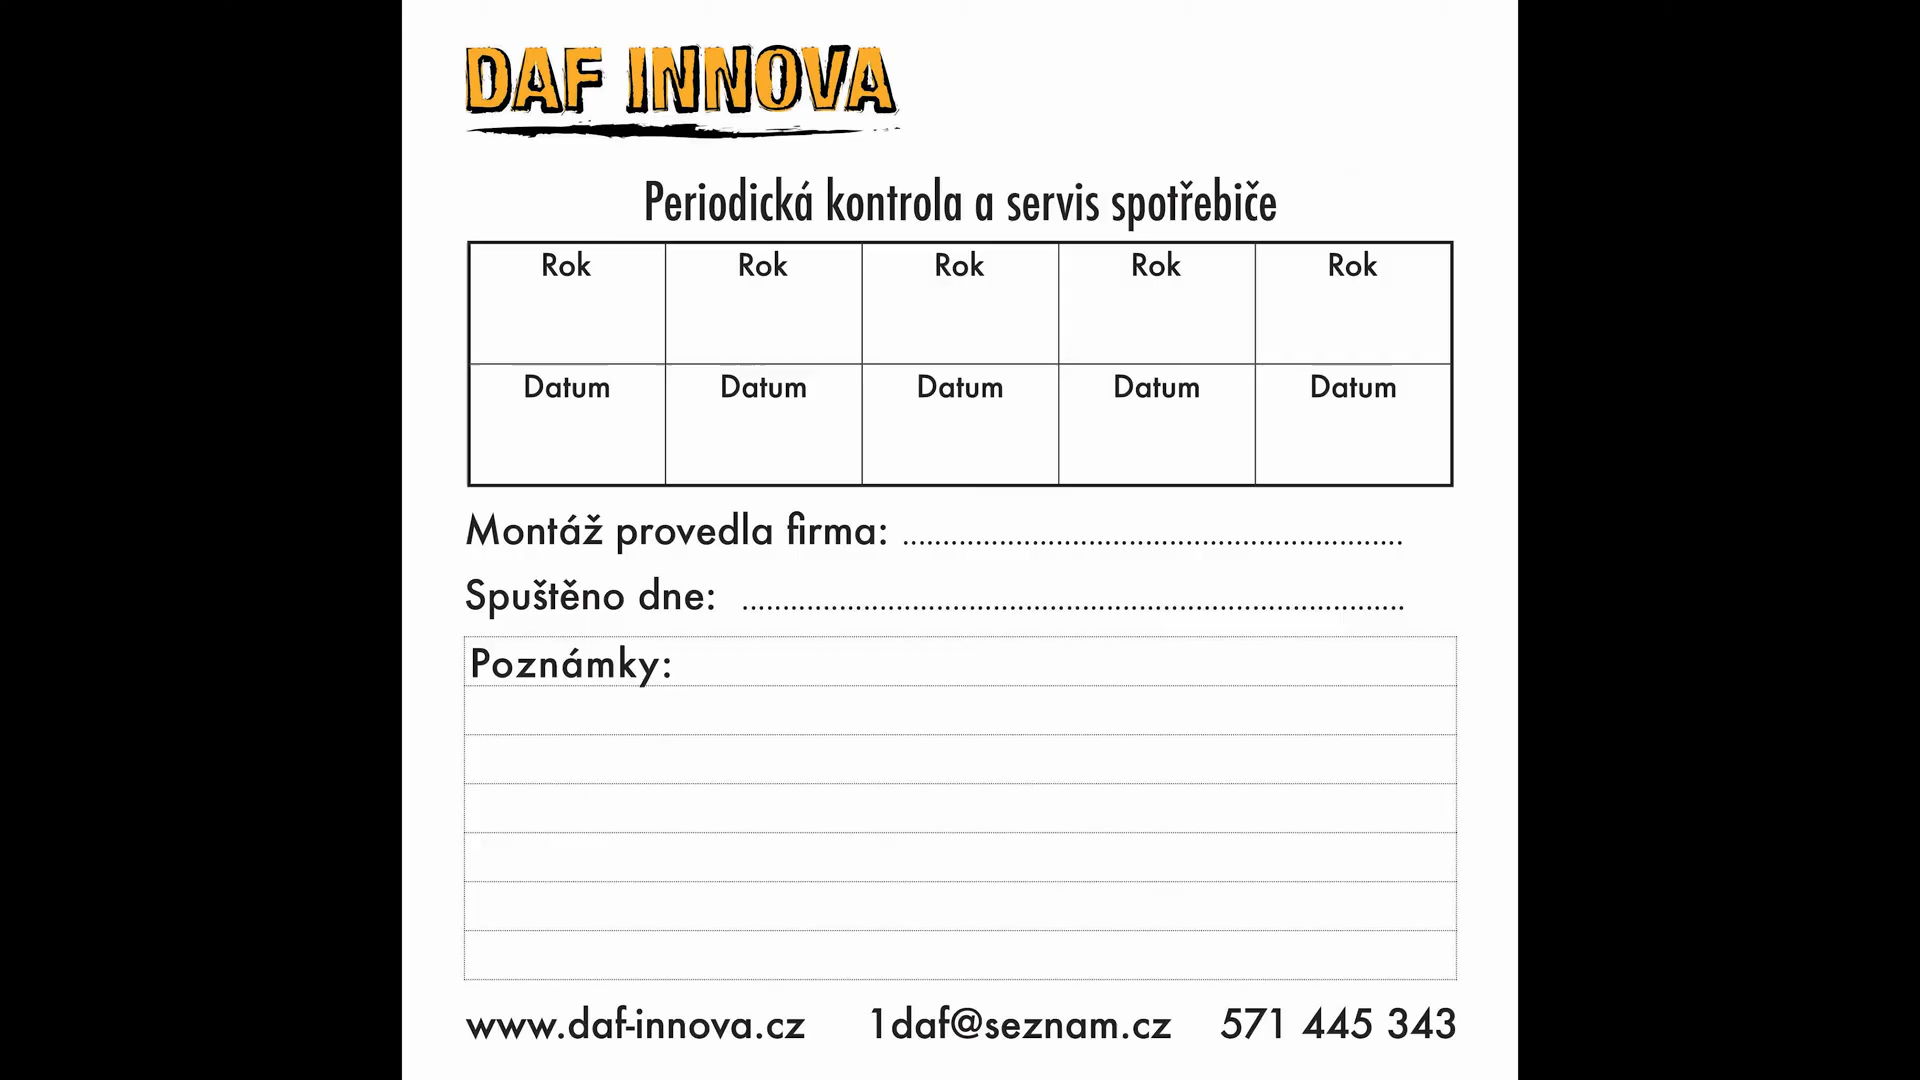 DAF INNOVA
Periodická kontrola a servis spotřebiče
Rok Rok Rok Rok Rok
Datum Datum Datum Datum Datum
Montáž provedla firma: ..............................................................
Spuštěno dne: ..................................................................................
Poznámky:
www.daf-innova.cz 1daf@seznam.cz 571 445 343